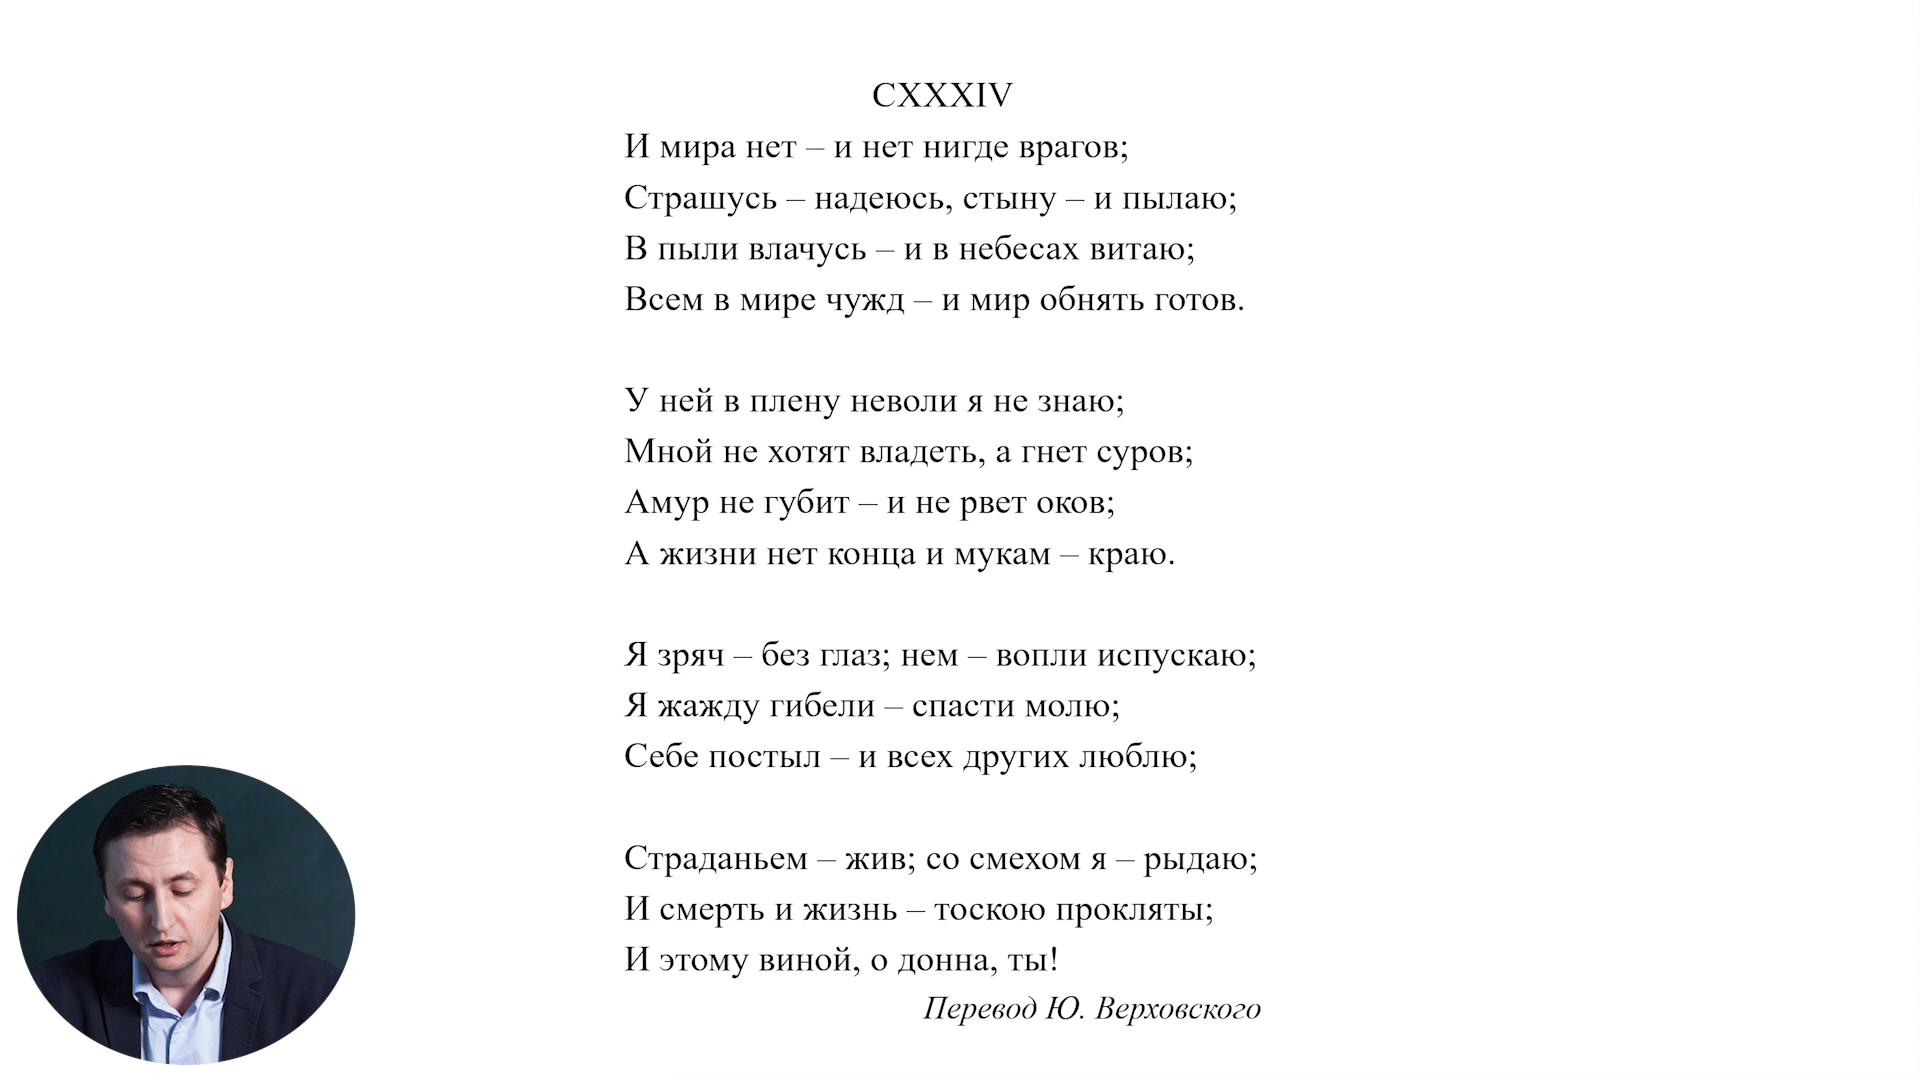 CXXXIV
И мира нет – и нет нигде врагов;
Страшусь – надеюсь, стыну – и пылаю;
В пыли влачусь – и в небесах витаю;
Всем в мире чужд – и мир обнять готов.
У ней в плену неволи я не знаю;
Мной не хотят владеть, а гнет суров;
Амур не губит – и не рвет оков;
А жизни нет конца и мукам – краю.
Я зряч – без глаз; нем – вопли испускаю;
Я жажду гибели – спасти молю;
Себе постыл – и всех других люблю;
Страданьем – жив; со смехом я – рыдаю;
И смерть и жизнь – тоскою прокляты;
И этому виной, о донна, ты!
Перевод Ю. Верховского